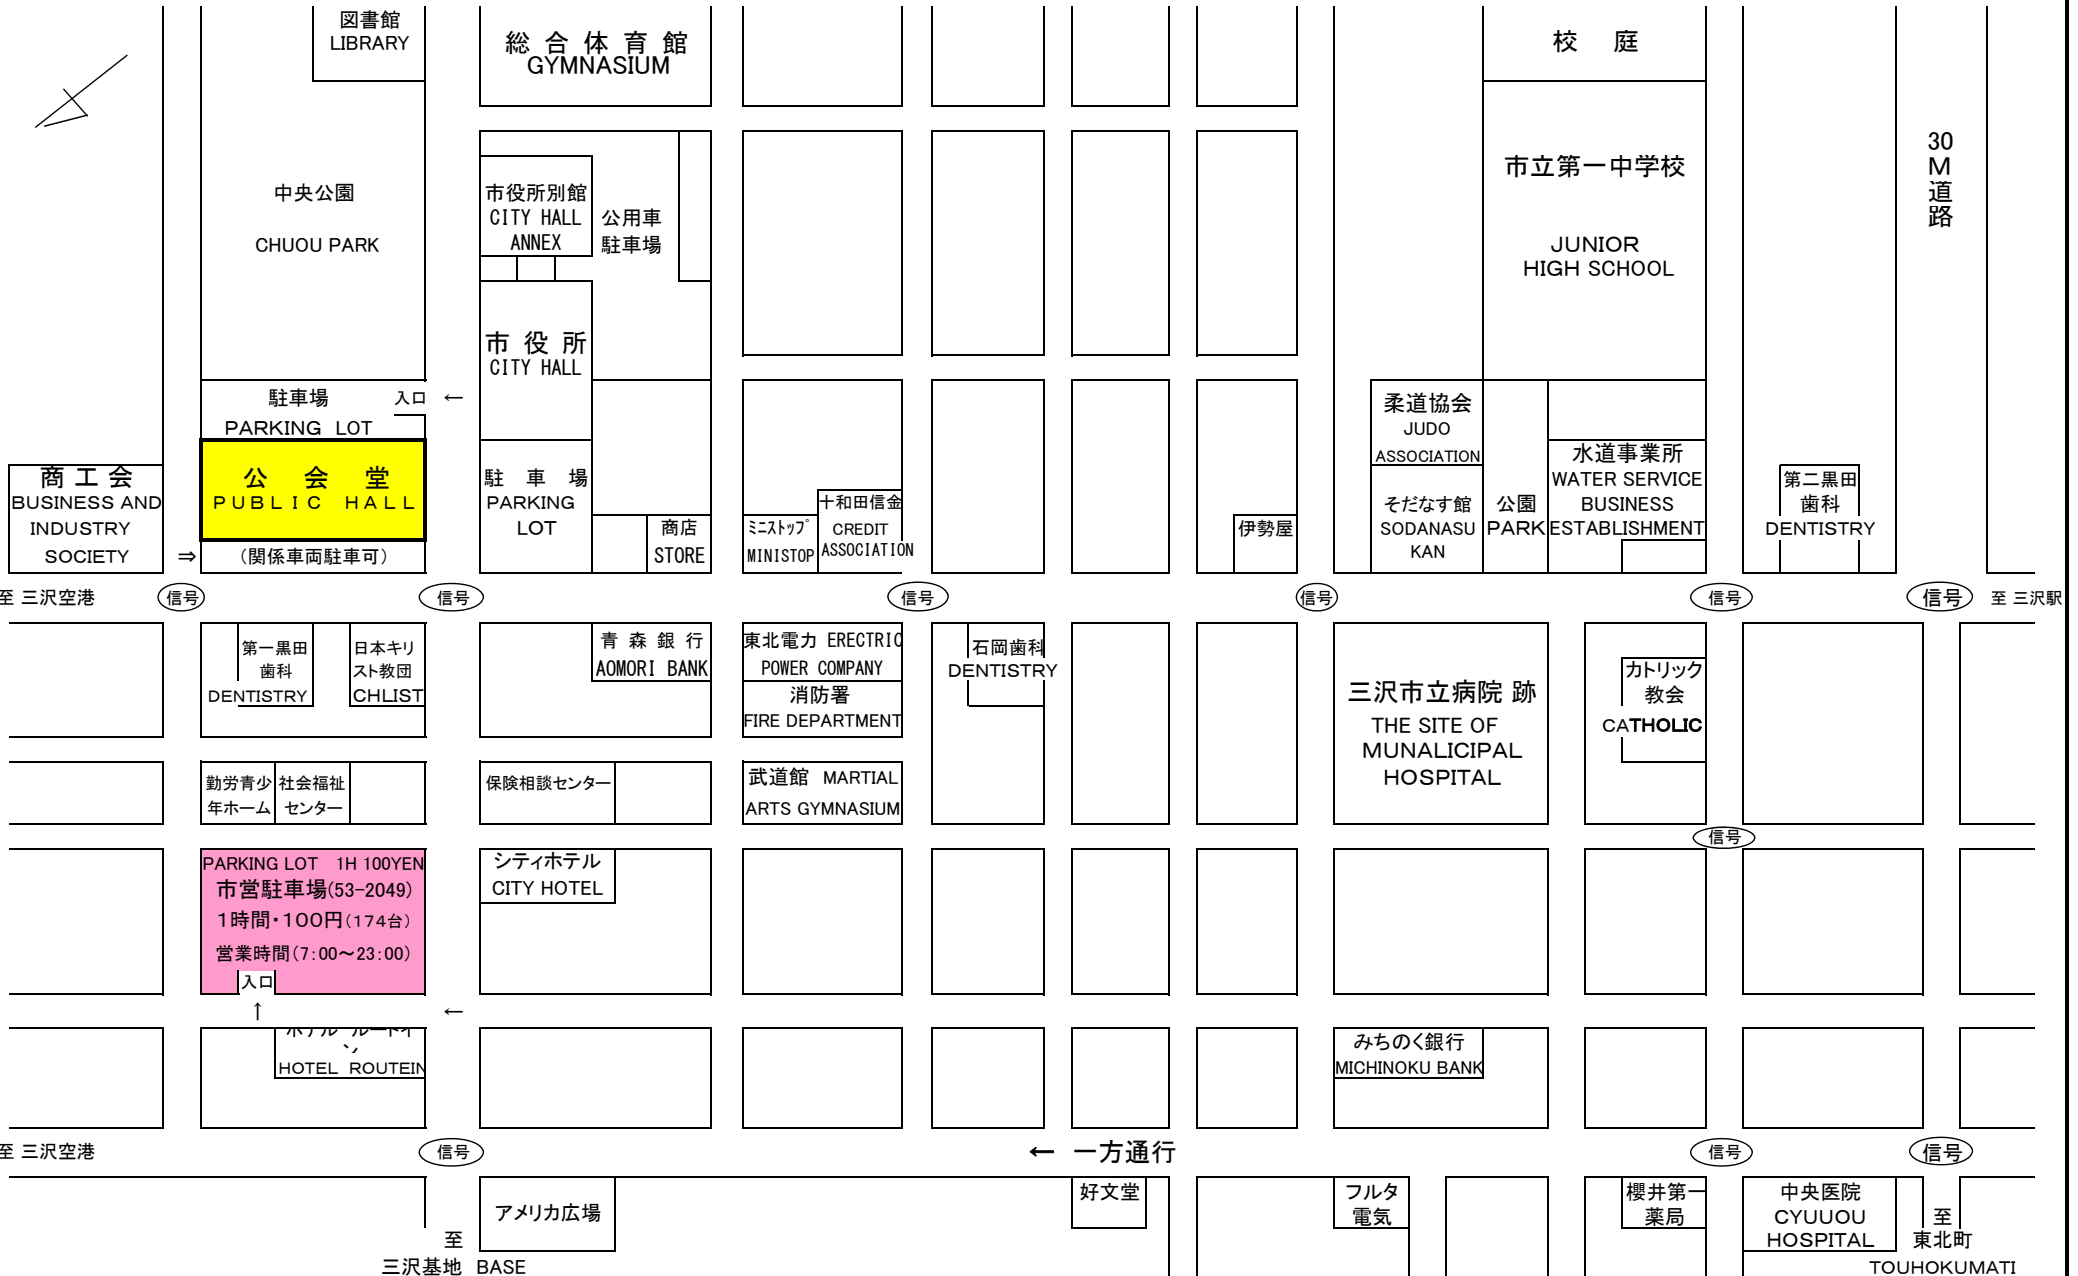 図書館
LIBRARY
総 合 体 育 館
GYMNASIUM
校 庭
中央公園
CHUOU PARK
市役所別館
CITY HALL
ANNEX
公用車
駐車場
市立第一中学校
JUNIOR
HIGH SCHOOL
30
M
道
路
市 役 所
CITY HALL
駐車場
PARKING LOT
入口 ←
公 会 堂
PUBLIC HALL
(関係車両駐車可)
商 工 会
BUSINESS AND
INDUSTRY
SOCIETY ⇒
駐 車 場
PARKING
LOT
商店
STORE
ミニストップ
MINISTOP
十和田信金
CREDIT
ASSOCIATION
伊勢屋
柔道協会
JUDO
ASSOCIATION
そだなす館
SODANASU
KAN
公園
PARK
水道事業所
WATER SERVICE
BUSINESS
ESTABLISHMENT
第二黒田
歯科
DENTISTRY
至 三沢空港
信号
信号
信号
信号
信号
信号
至 三沢駅
第一黒田
歯科
DENTISTRY
日本キリ
スト教団
CHLIST
青 森 銀 行
AOMORI BANK
東北電力 ERECTRIC
POWER COMPANY
消防署
FIRE DEPARTMENT
石岡歯科
DENTISTRY
三沢市立病院 跡
THE SITE OF
MUNALICIPAL
HOSPITAL
カトリック
教会
CATHOLIC
勤労青少
年ホーム
社会福祉
センター
保険相談センター
武道館 MARTIAL
ARTS GYMNASIUM
信号
PARKING LOT 1H 100YEN
市営駐車場(53-2049)
1時間・100円(174台)
営業時間(7:00～23:00)
入口
↑
←
シティホテル
CITY HOTEL
ホテル ルートイ
ン
HOTEL ROUTEIN
みちのく銀行
MICHINOKU BANK
至 三沢空港
信号
← 一方通行
信号
信号
アメリカ広場
好文堂
フルタ
電気
櫻井第一
薬局
中央医院
CYUUOU
HOSPITAL
至
東北町
TOUHOKUMATI
至
三沢基地 BASE